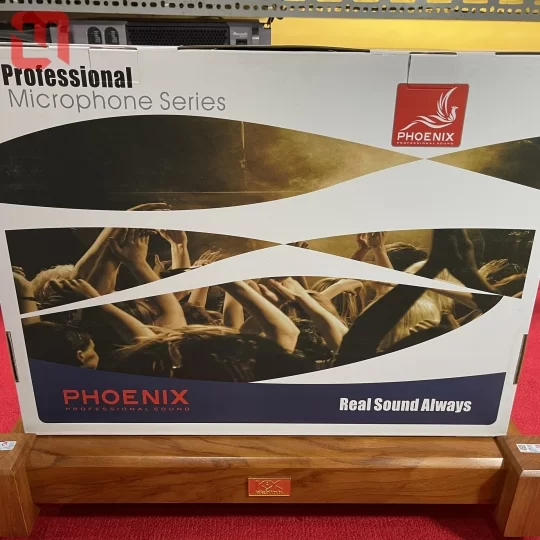 Professional
Microphone Series
PHOENIX
PROFESSIONAL SOUND
PHOENIX
PROFESSIONAL SOUND
Real Sound Always